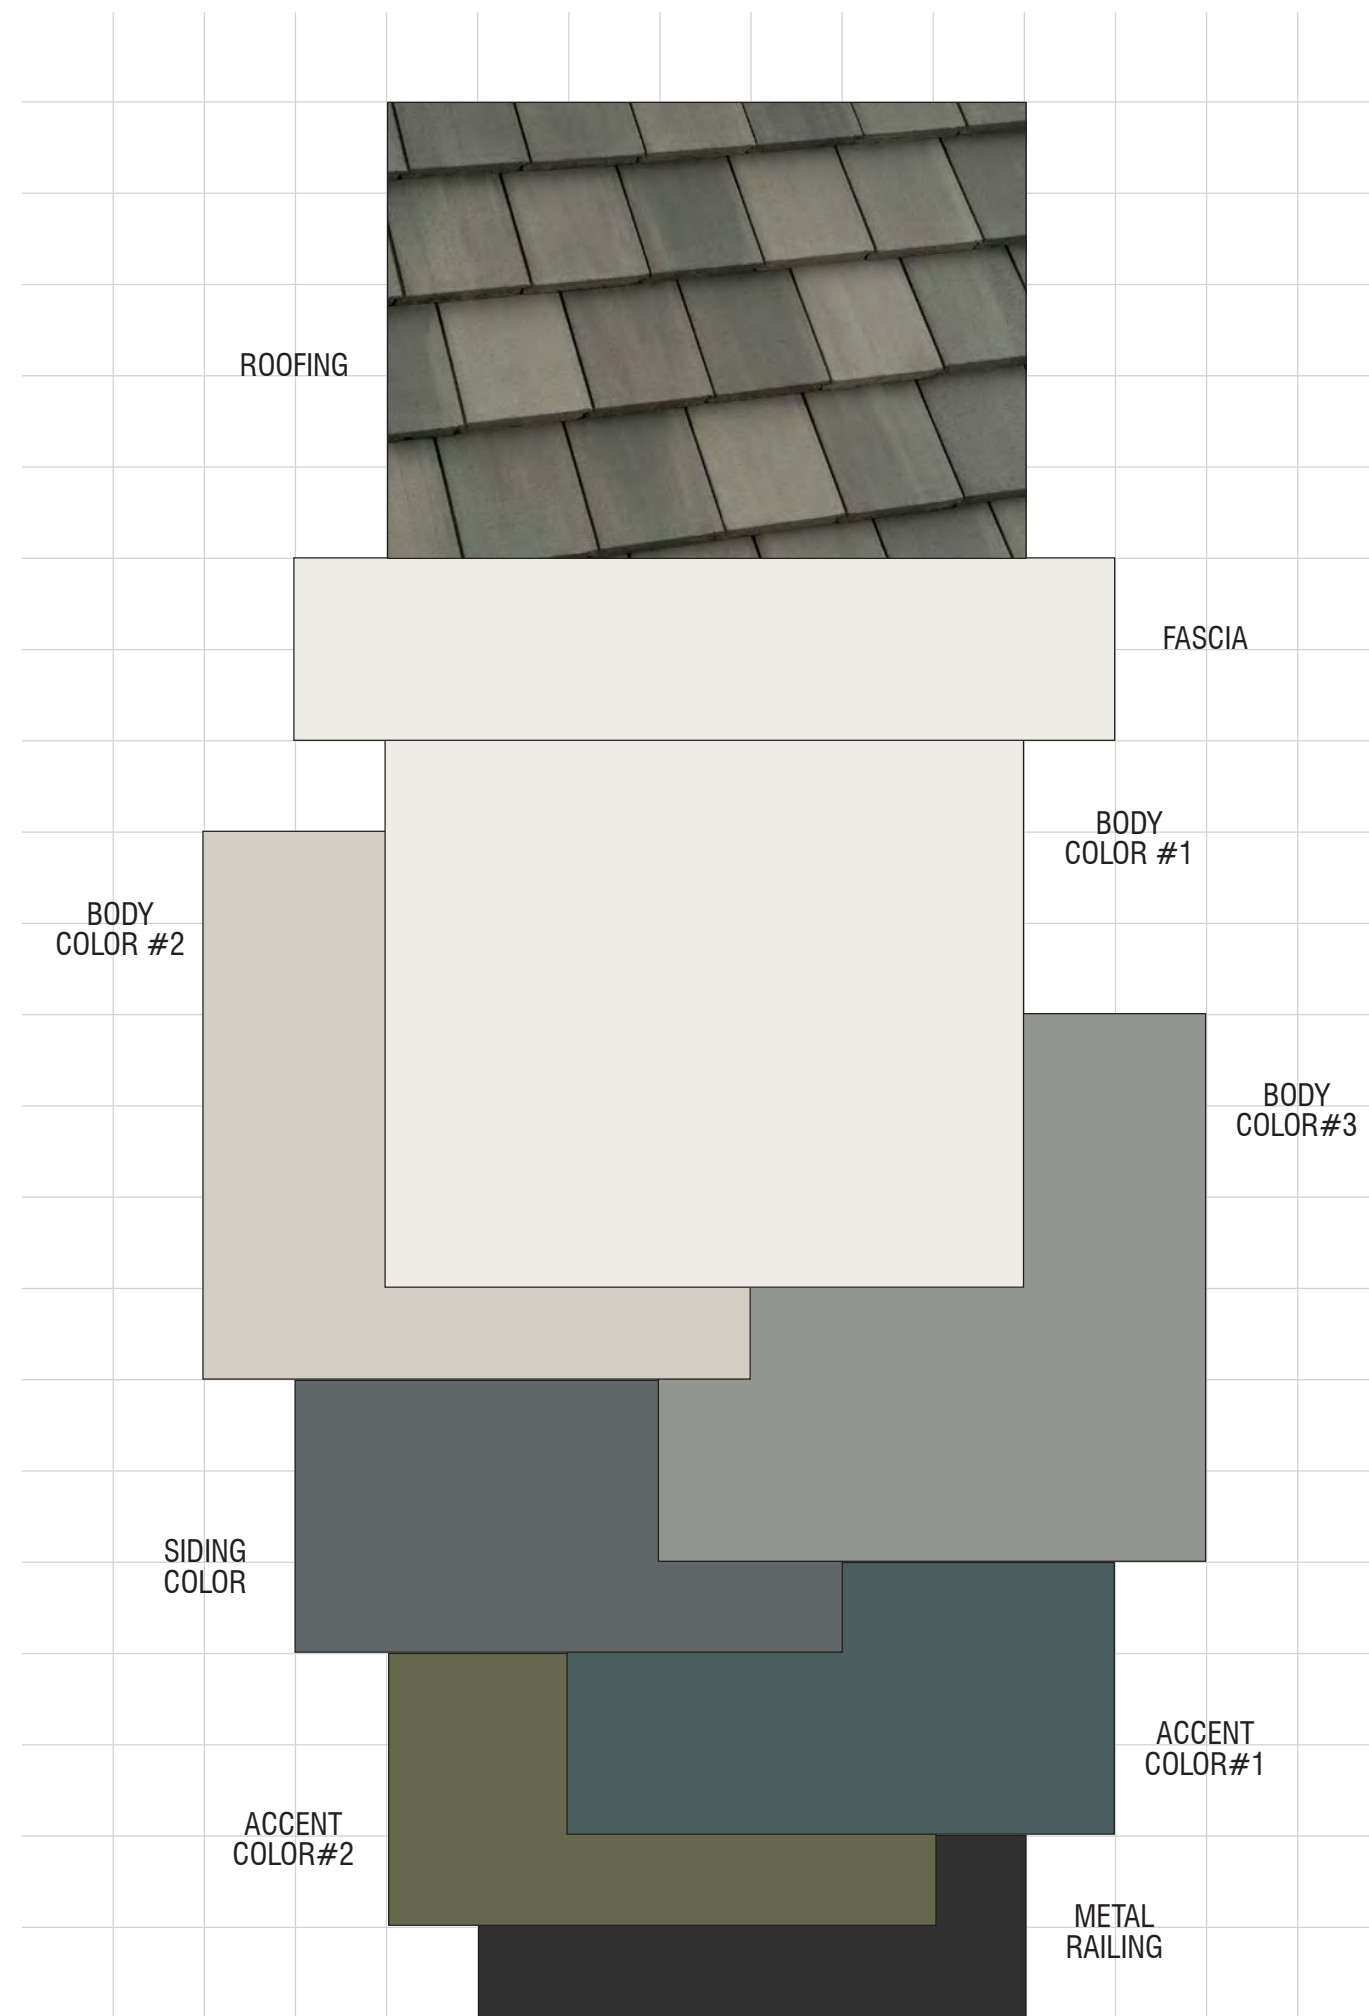 ROOFING
FASCIA
BODY
COLOR #1
BODY
COLOR #2
BODY
COLOR#3
SIDING
COLOR
ACCENT
COLOR#1
ACCENT
COLOR#2
METAL
RAILING